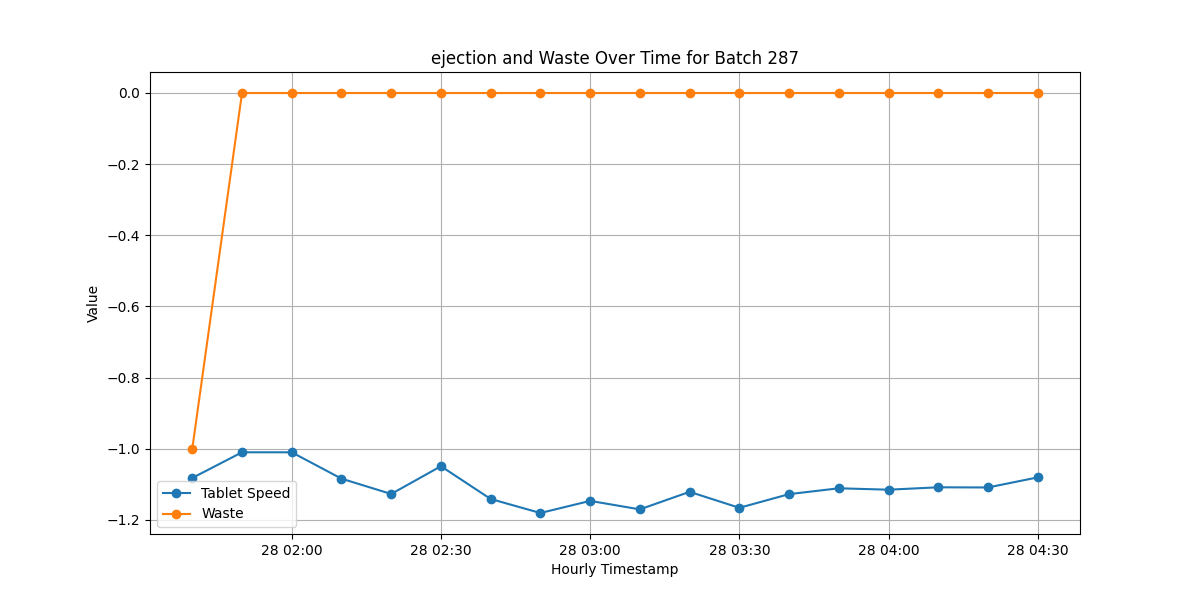 ejection and Waste Over Time for Batch 287
0.0
−0.2
−0.4
−0.6
−0.8
−1.0
−1.2
Value
Tablet Speed
Waste
28 02:00 28 02:30 28 03:00 28 03:30 28 04:00 28 04:30
Hourly Timestamp